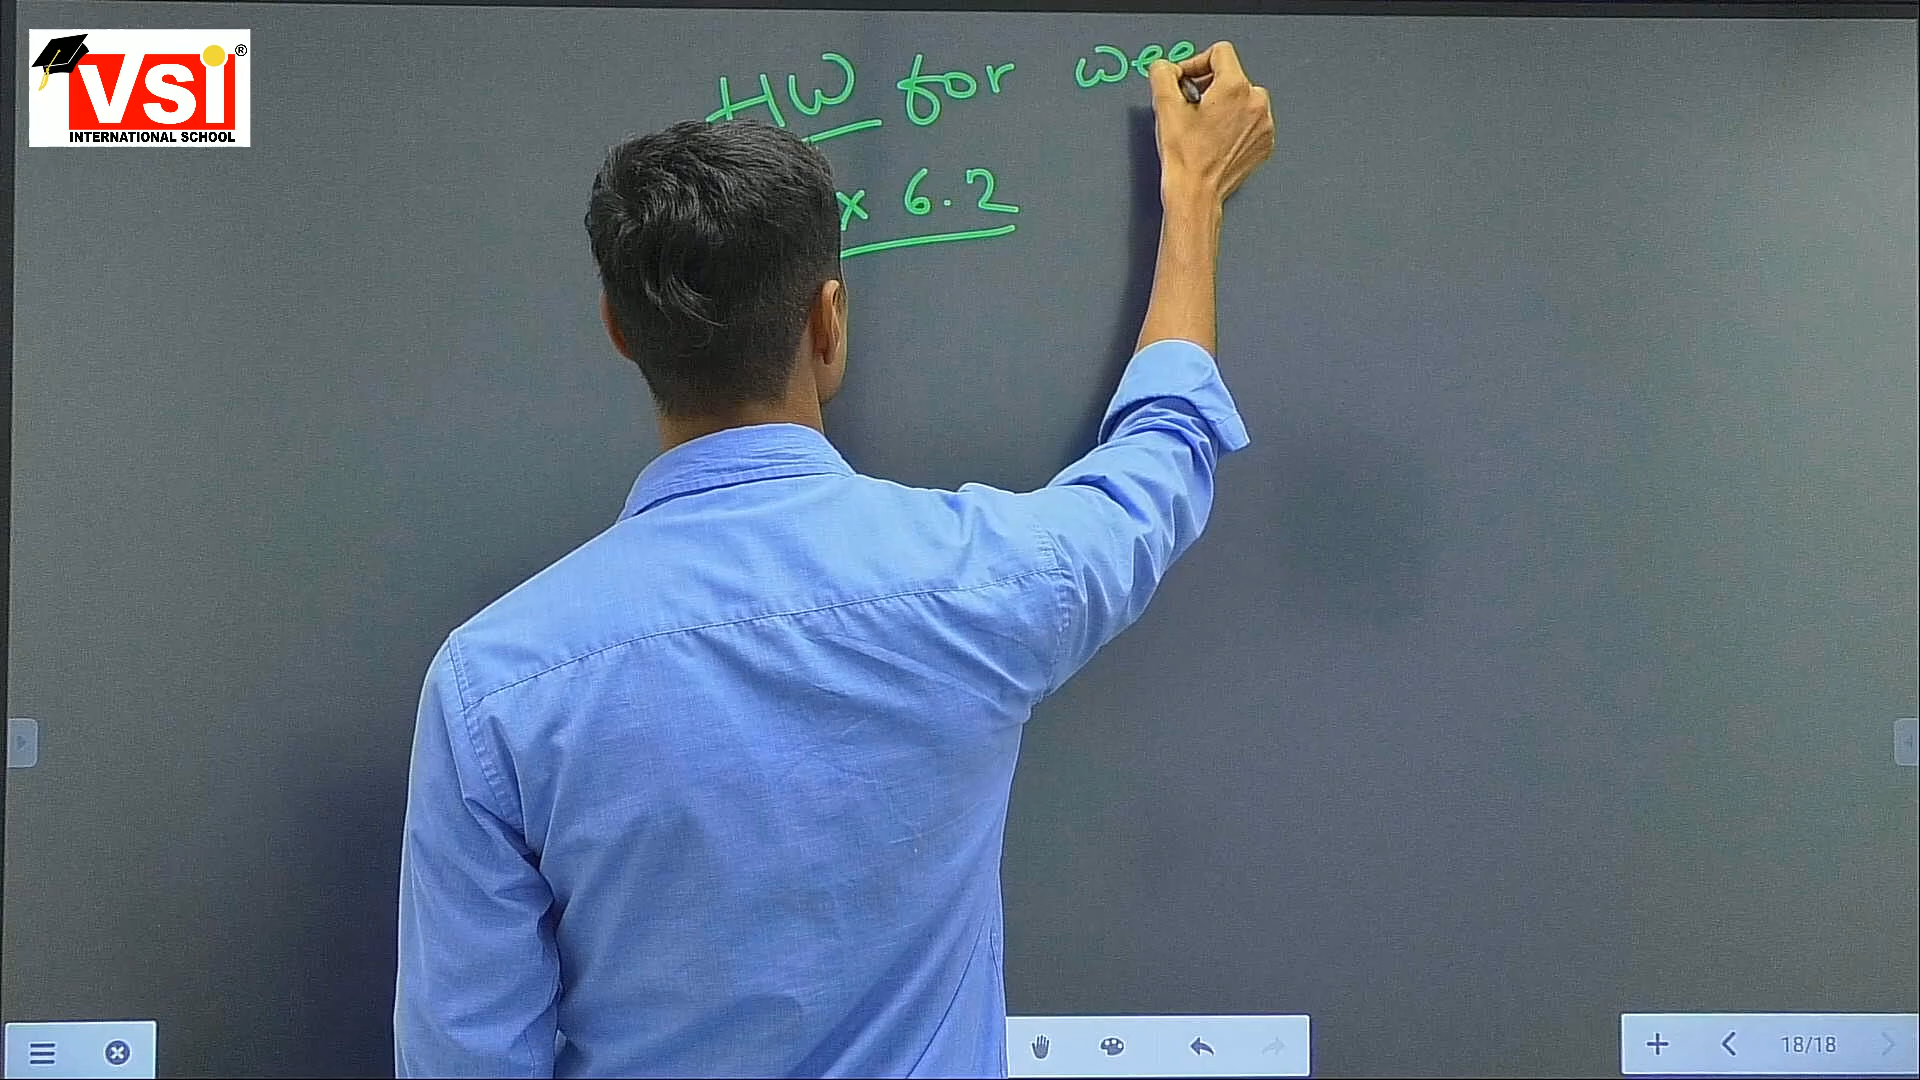 VSI ®
INTERNATIONAL SCHOOL
HW for wee
x 6.2
18/18